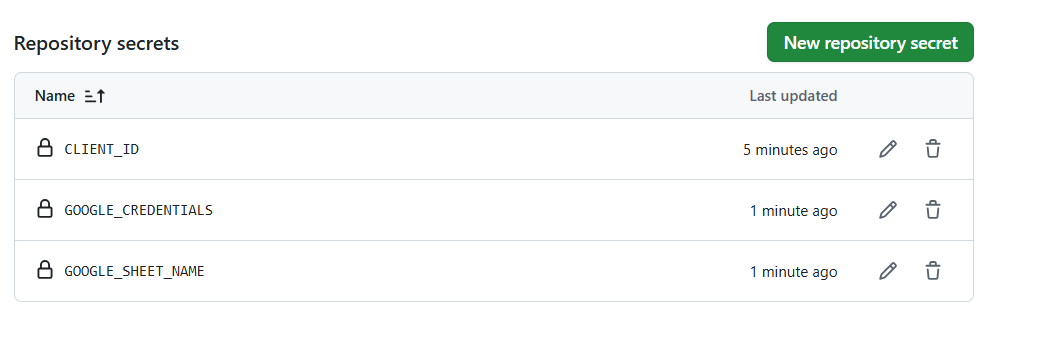 Repository secrets
New repository secret
Name
Last updated
CLIENT_ID
5 minutes ago
GOOGLE_CREDENTIALS
1 minute ago
GOOGLE_SHEET_NAME
1 minute ago